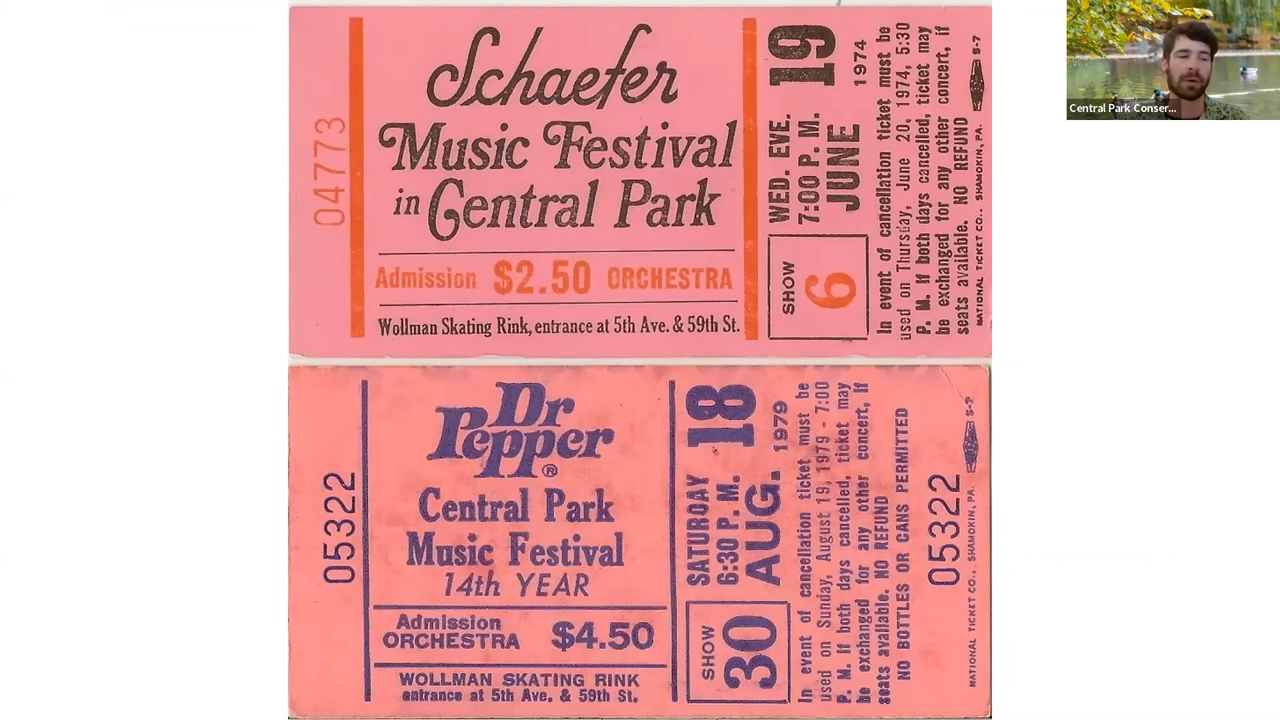 04773
Schaefer
Music Festival
in Central Park
Admission $2.50 ORCHESTRA
Wollman Skating Rink, entrance at 5th Ave. & 59th St.
SHOW 6
WED. EVE. 19
7:00 P. M.
JUNE 1974
In event of cancellation ticket must be
used on Thursday, June 20, 1974, 5:30
P. M. If both days cancelled, ticket may
be exchanged for any other concert, if
seats available. NO REFUND
NATIONAL TICKET CO., SHAMOKIN, PA. S-7
05322
Dr
Pepper®
Central Park
Music Festival
14th YEAR
Admission
ORCHESTRA $4.50
WOLLMAN SKATING RINK
entrance at 5th Ave. & 59th St.
SHOW 30
SATURDAY 18
6:30 P. M.
AUG. 1979
In event of cancellation ticket must be
used on Sunday, August 19, 1979 - 7:00
P. M. If both days cancelled, ticket may
be exchanged for any other concert, if
seats available. NO REFUND
NO BOTTLES OR CANS PERMITTED
05322
NATIONAL TICKET CO., SHAMOKIN, PA. S-7
Central Park Conser...